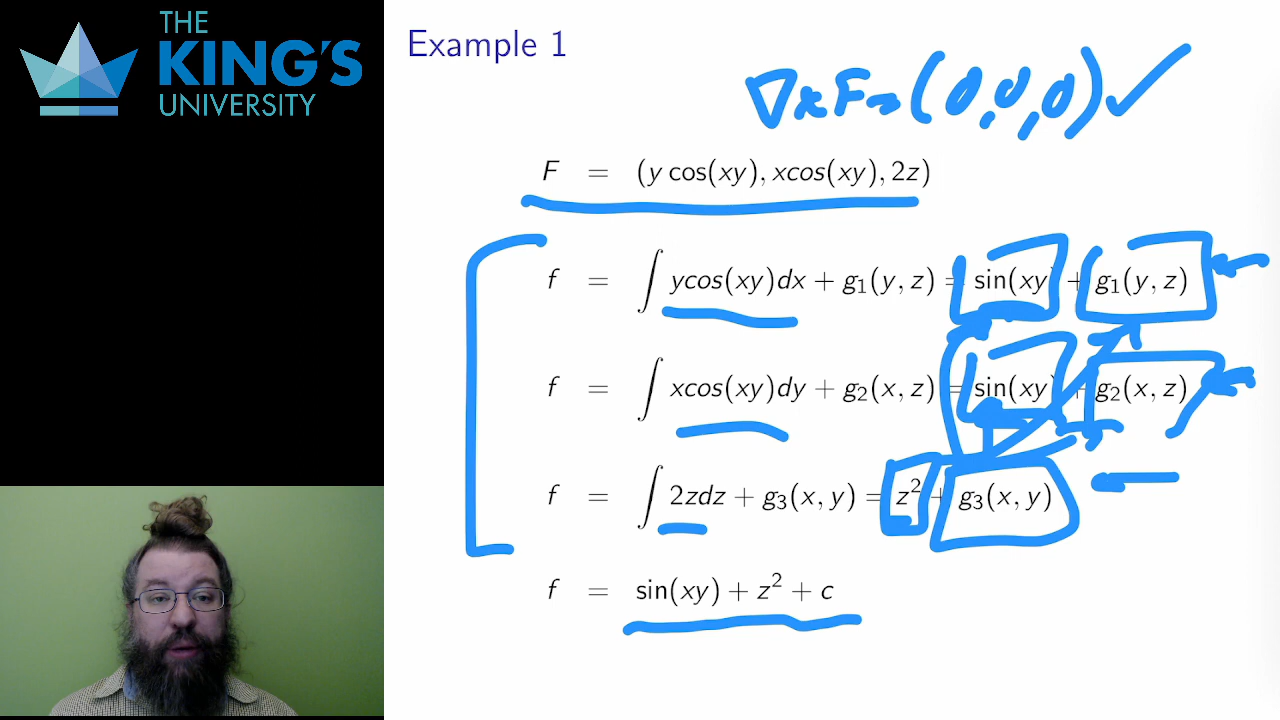 THE
KING'S
UNIVERSITY
Example 1
∇×F=(0,0,0)✓
F = (y cos(xy), xcos(xy), 2z)
f = ∫ ycos(xy)dx + g₁(y, z) = sin(xy) + g₁(y, z)
f = ∫ xcos(xy)dy + g₂(x, z) = sin(xy) + g₂(x, z)
f = ∫ 2zdz + g₃(x, y) = z² + g₃(x, y)
f = sin(xy) + z² + c